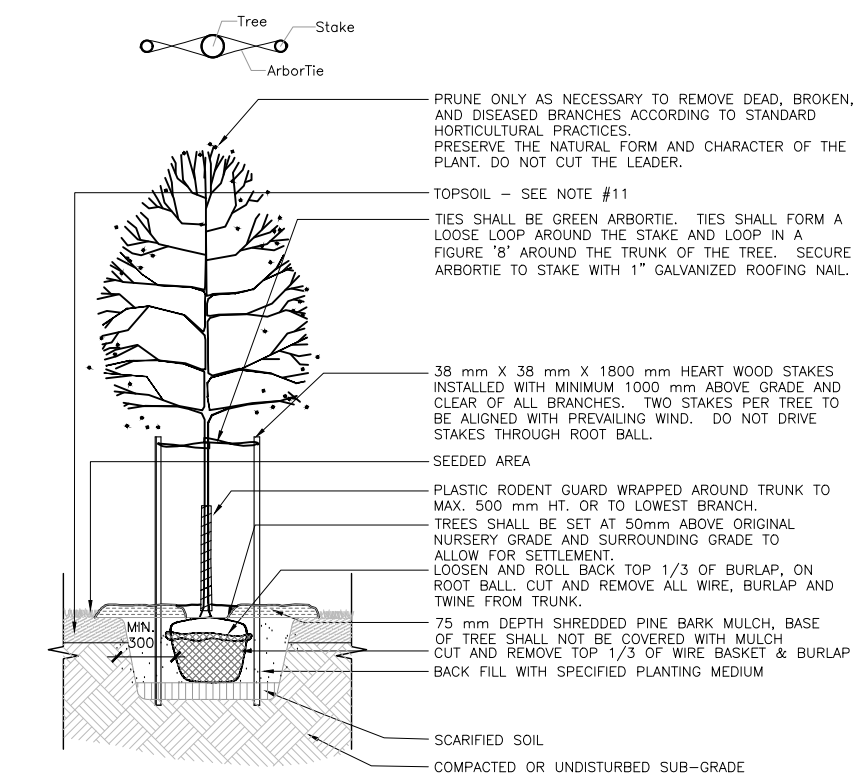 Tree
Stake
ArborTie
PRUNE ONLY AS NECESSARY TO REMOVE DEAD, BROKEN,
AND DISEASED BRANCHES ACCORDING TO STANDARD
HORTICULTURAL PRACTICES.
PRESERVE THE NATURAL FORM AND CHARACTER OF THE
PLANT. DO NOT CUT THE LEADER.
TOPSOIL – SEE NOTE #11
TIES SHALL BE GREEN ARBORTIE. TIES SHALL FORM A
LOOSE LOOP AROUND THE STAKE AND LOOP IN A
FIGURE '8' AROUND THE TRUNK OF THE TREE. SECURE
ARBORTIE TO STAKE WITH 1" GALVANIZED ROOFING NAIL.
38 mm X 38 mm X 1800 mm HEART WOOD STAKES
INSTALLED WITH MINIMUM 1000 mm ABOVE GRADE AND
CLEAR OF ALL BRANCHES. TWO STAKES PER TREE TO
BE ALIGNED WITH PREVAILING WIND. DO NOT DRIVE
STAKES THROUGH ROOT BALL.
SEEDED AREA
PLASTIC RODENT GUARD WRAPPED AROUND TRUNK TO
MAX. 500 mm HT. OR TO LOWEST BRANCH.
TREES SHALL BE SET AT 50mm ABOVE ORIGINAL
NURSERY GRADE AND SURROUNDING GRADE TO
ALLOW FOR SETTLEMENT.
LOOSEN AND ROLL BACK TOP 1/3 OF BURLAP, ON
ROOT BALL. CUT AND REMOVE ALL WIRE, BURLAP AND
TWINE FROM TRUNK.
75 mm DEPTH SHREDDED PINE BARK MULCH, BASE
OF TREE SHALL NOT BE COVERED WITH MULCH
CUT AND REMOVE TOP 1/3 OF WIRE BASKET & BURLAP
BACK FILL WITH SPECIFIED PLANTING MEDIUM
MIN.
300
SCARIFIED SOIL
COMPACTED OR UNDISTURBED SUB-GRADE